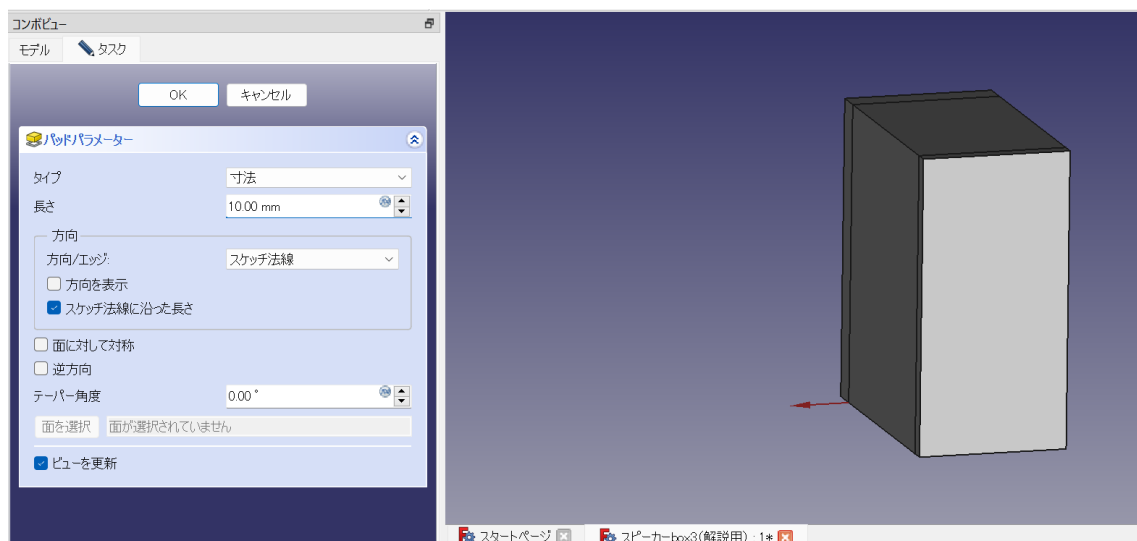 コンボビュー
モデル タスク
OK キャンセル
パッドパラメーター
タイプ 寸法
長さ 10.00 mm
方向
方向/エッジ: スケッチ法線
方向を表示
スケッチ法線に沿った長さ
面に対して対称
逆方向
テーパー角度 0.00 °
面を選択 面が選択されていません
ビューを更新
スタートページ スピーカーbox3(解説用) : 1*